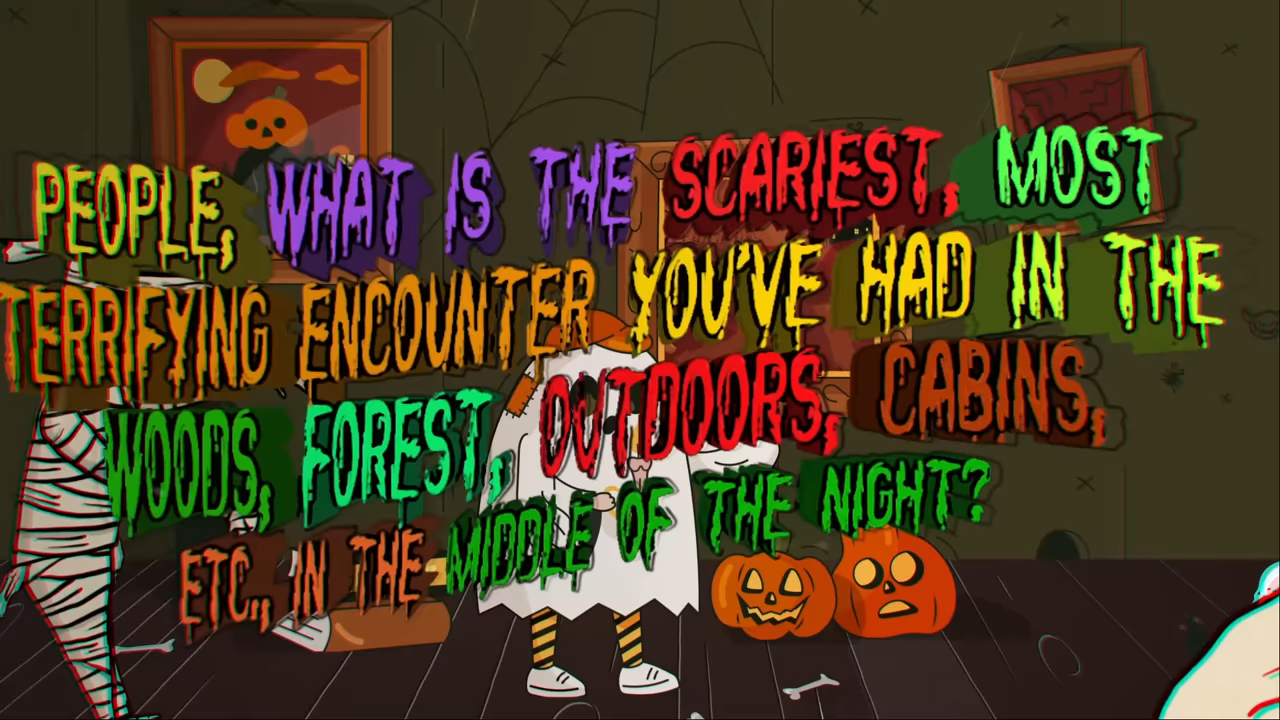 PEOPLE, WHAT IS THE SCARIEST, MOST
TERRIFYING ENCOUNTER YOU'VE HAD IN THE
WOODS, FOREST, OUTDOORS, CABINS,
ETC., IN THE MIDDLE OF THE NIGHT?